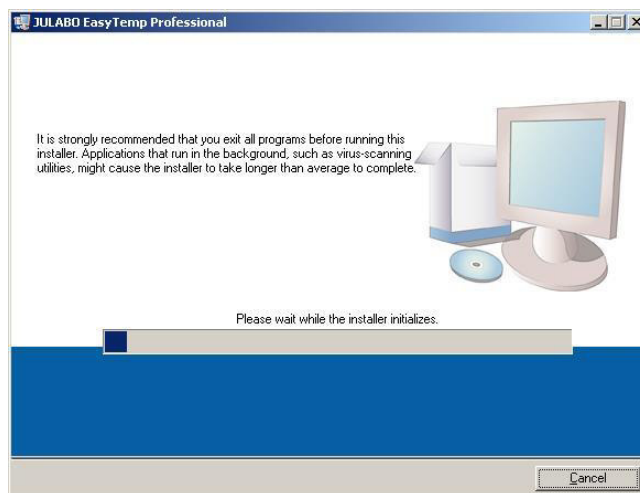 JULABO EasyTemp Professional
It is strongly recommended that you exit all programs before running this
installer. Applications that run in the background, such as virus-scanning
utilities, might cause the installer to take longer than average to complete.
Please wait while the installer initializes.
Cancel